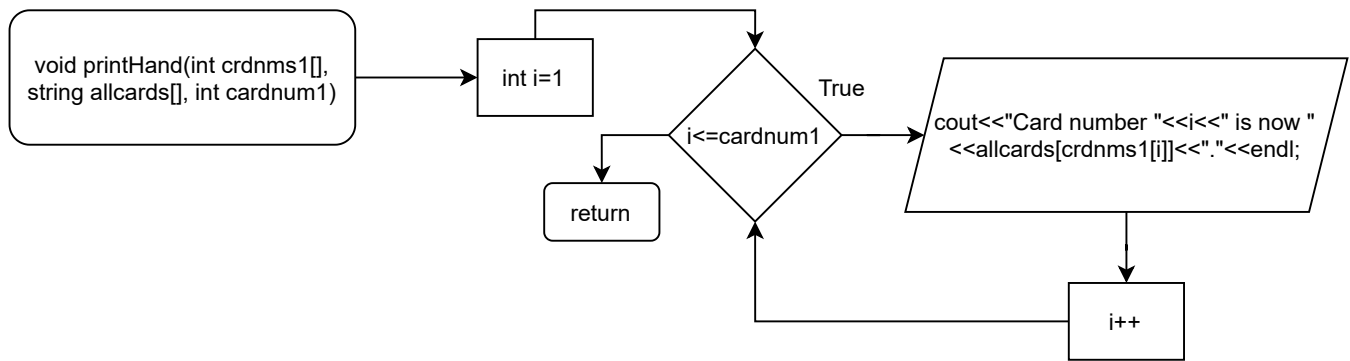 void printHand(int crdnms1[],
string allcards[], int cardnum1)
int i=1
i<=cardnum1
True
cout<<"Card number "<<i<<" is now "
<<allcards[crdnms1[i]]<<"."<<endl;
return
i++